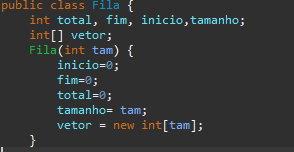 public class Fila {
int total, fim, inicio,tamanho;
int[] vetor;
Fila(int tam) {
inicio=0;
fim=0;
total=0;
tamanho= tam;
vetor = new int[tam];
}